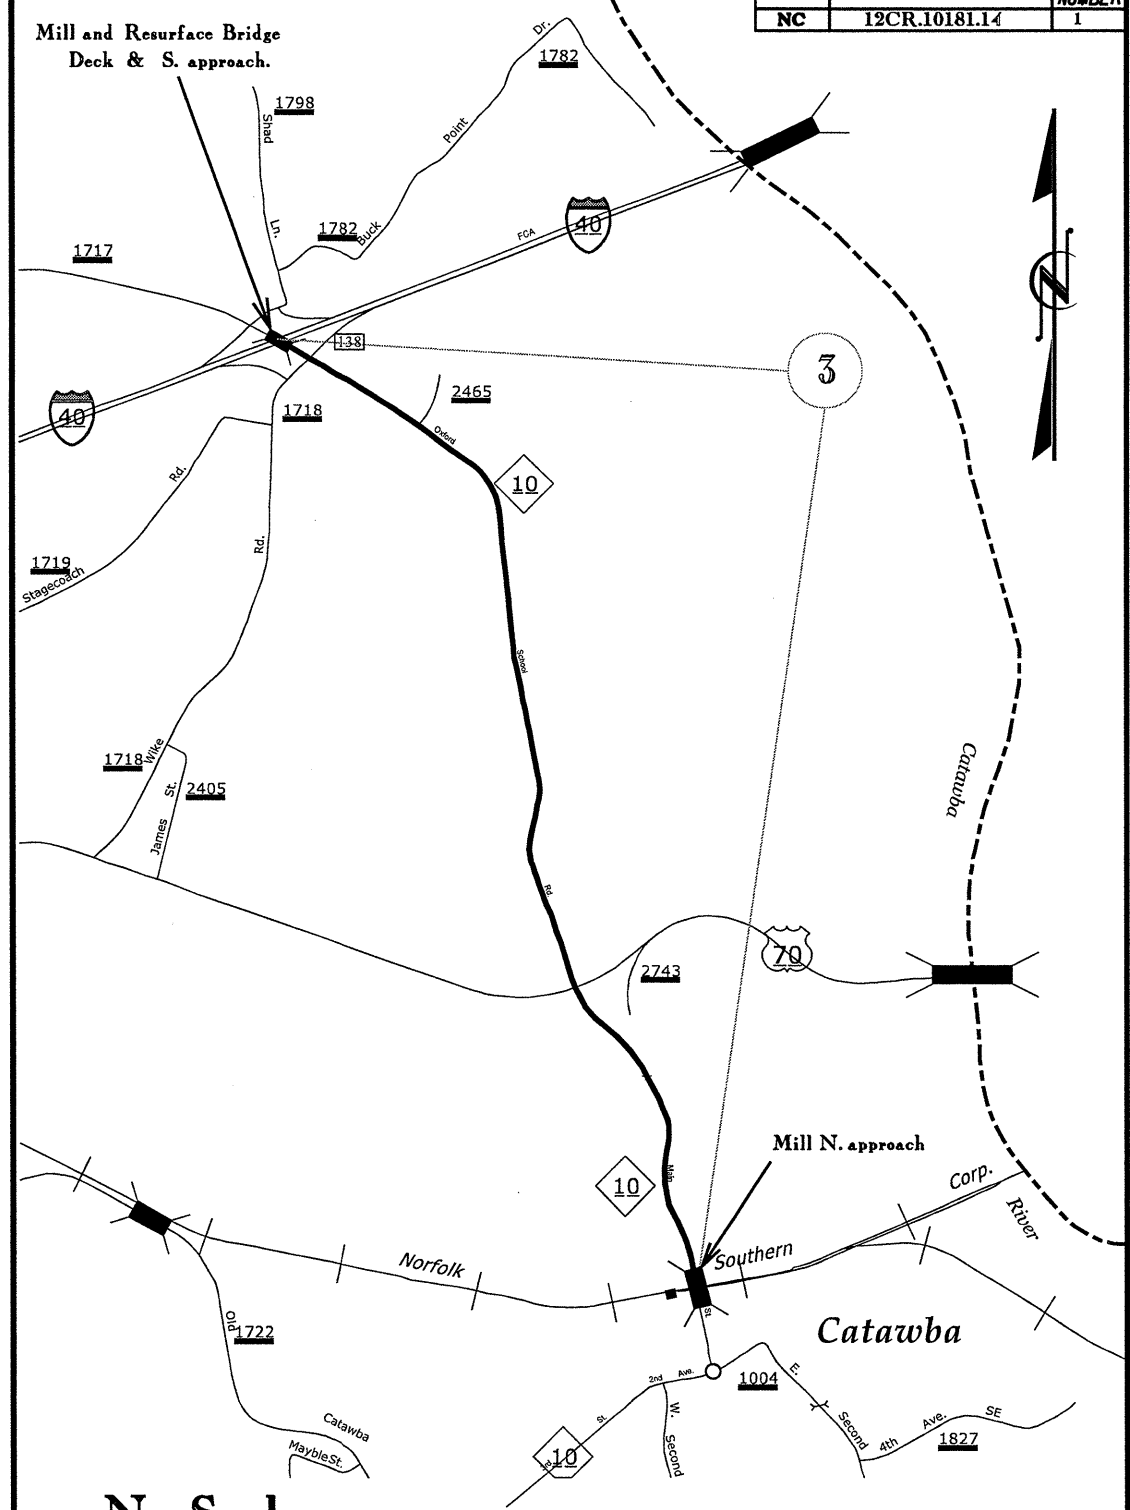 NUMBER
NC 12CR.10181.14 1
Mill and Resurface Bridge
Deck & S. approach.
Dr.
1782
1798
Shad
Point
Ln.
1782
Buck
FCA
40
1717
138
3
40
1718
2465
Oxford
10
Rd.
Rd.
1719
Stagecoach
School
1718
Wike
St.
2405
James
Catawba
Rd.
70
2743
Mill N. approach
10
Main
Corp.
River
Southern
Norfolk
St.
Old
1722
Catawba
2nd Ave.
1004
E.
St
W.
Second
Second
4th Ave. SE
1827
Catawba
Mayble St.
10